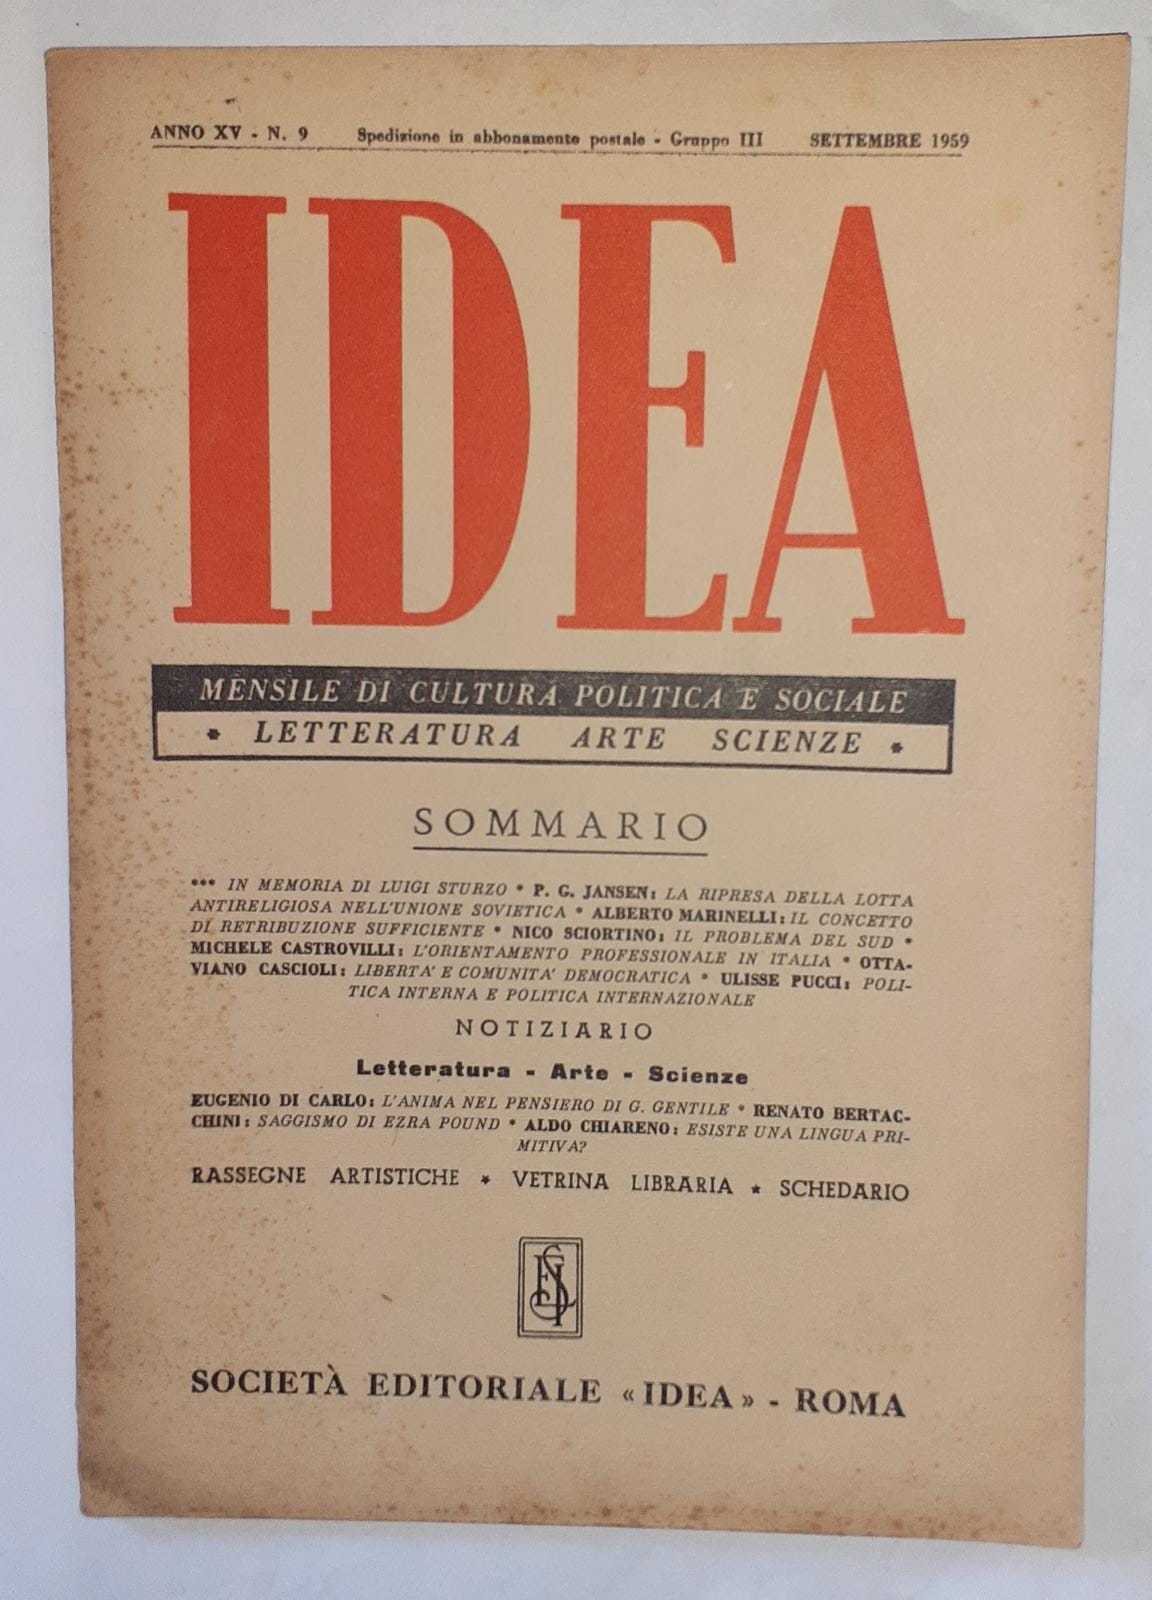 ANNO XV - N. 9 Spedizione in abbonamento postale - Gruppo III SETTEMBRE 1959
IDEA
MENSILE DI CULTURA POLITICA E SOCIALE
* LETTERATURA ARTE SCIENZE *
SOMMARIO
*** IN MEMORIA DI LUIGI STURZO * P. G. JANSEN: LA RIPRESA DELLA LOTTA
ANTIRELIGIOSA NELL'UNIONE SOVIETICA * ALBERTO MARINELLI: IL CONCETTO
DI RETRIBUZIONE SUFFICIENTE * NICO SCIORTINO: IL PROBLEMA DEL SUD *
MICHELE CASTROVILLI: L'ORIENTAMENTO PROFESSIONALE IN ITALIA * OTTA-
VIANO CASCIOLI: LIBERTA' E COMUNITA' DEMOCRATICA * ULISSE PUCCI: POLI-
TICA INTERNA E POLITICA INTERNAZIONALE
NOTIZIARIO
Letteratura - Arte - Scienze
EUGENIO DI CARLO: L'ANIMA NEL PENSIERO DI G. GENTILE * RENATO BERTAC-
CHINI: SAGGISMO DI EZRA POUND * ALDO CHIARENO: ESISTE UNA LINGUA PRI-
MITIVA?
RASSEGNE ARTISTICHE * VETRINA LIBRARIA * SCHEDARIO
SOCIETÀ EDITORIALE «IDEA» - ROMA